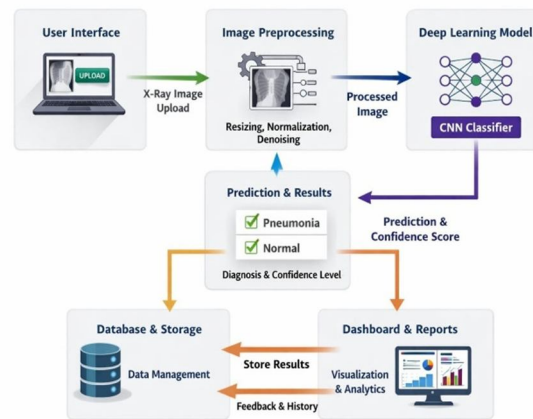 User Interface
UPLOAD
X-Ray Image
Upload
Image Preprocessing
Resizing, Normalization,
Denoising
Processed
Image
Deep Learning Model
CNN Classifier
Prediction &
Confidence Score
Prediction & Results
Pneumonia
Normal
Diagnosis & Confidence Level
Database & Storage
Data Management
Store Results
Feedback & History
Dashboard & Reports
Visualization
& Analytics